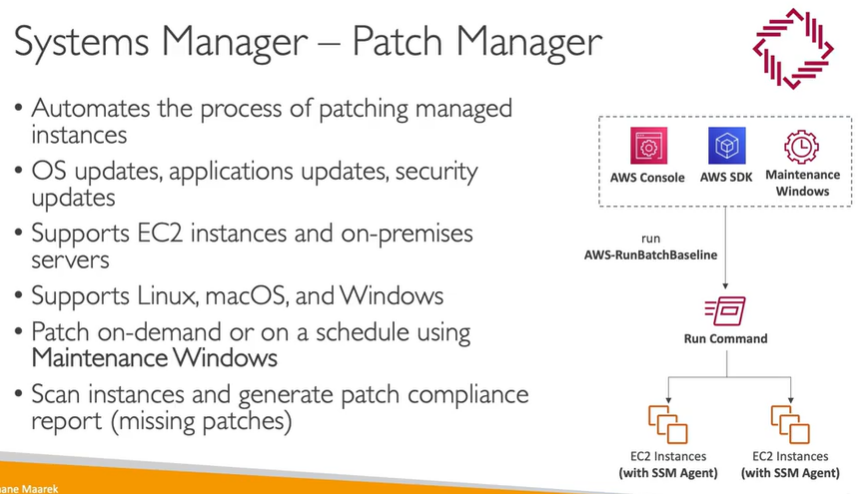 Systems Manager – Patch Manager
• Automates the process of patching managed
instances
• OS updates, applications updates, security
updates
• Supports EC2 instances and on-premises
servers
• Supports Linux, macOS, and Windows
• Patch on-demand or on a schedule using
Maintenance Windows
• Scan instances and generate patch compliance
report (missing patches)
AWS Console
AWS SDK
Maintenance
Windows
run
AWS-RunBatchBaseline
Run Command
EC2 Instances
(with SSM Agent)
EC2 Instances
(with SSM Agent)
Maarek